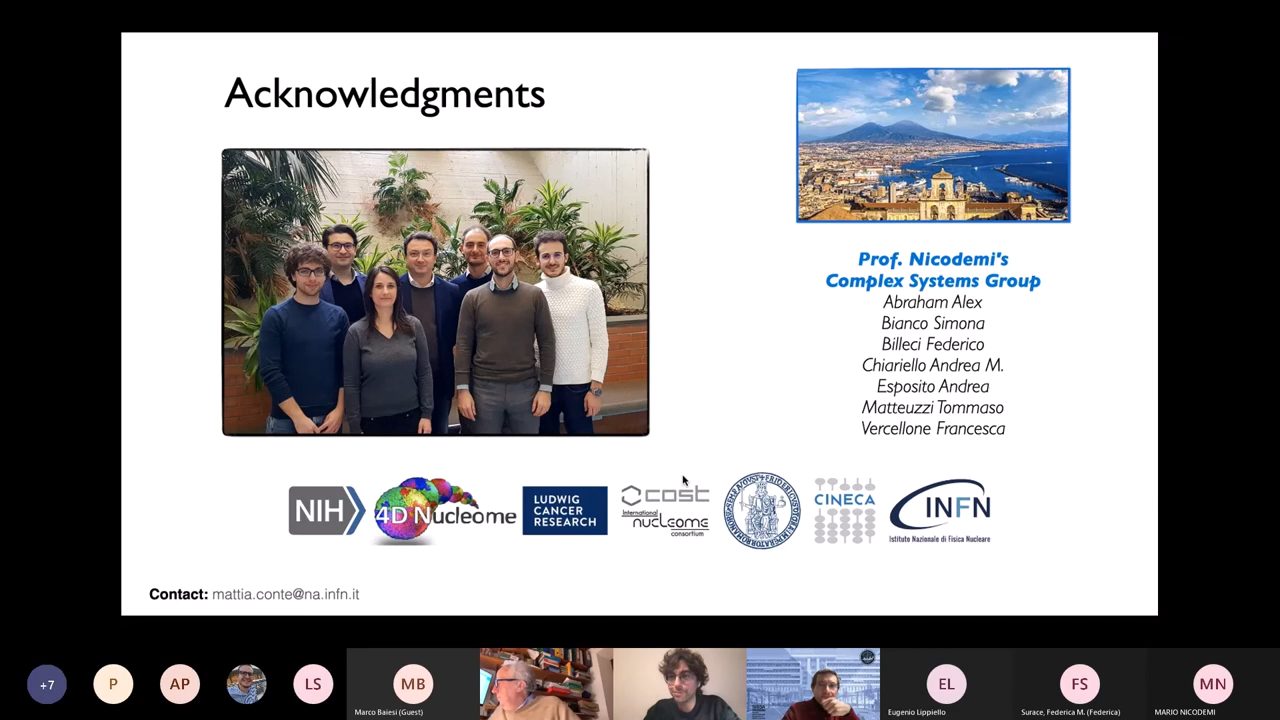 Acknowledgments
Prof. Nicodemi's
Complex Systems Group
Abraham Alex
Bianco Simona
Billeci Federico
Chiariello Andrea M.
Esposito Andrea
Matteuzzi Tommaso
Vercellone Francesca
NIH
4D Nucleome
LUDWIG
CANCER
RESEARCH
cost
International
nucleome
consortium
CINECA
INFN
Istituto Nazionale di Fisica Nucleare
Contact: mattia.conte@na.infn.it
+7
P
AP
LS
MB
EL
FS
MN
Marco Baiesi (Guest)
Eugenio Lippiello
Surace, Federica M. (Federica)
MARIO NICODEMI